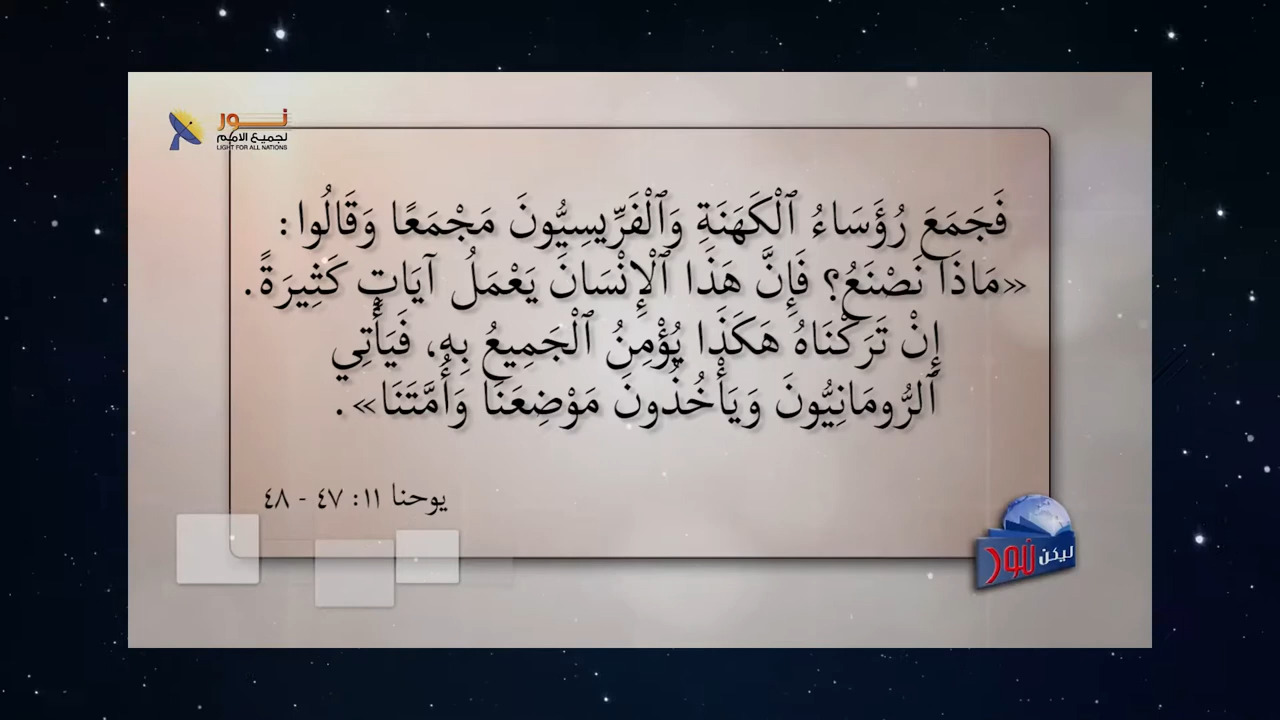 نور
لجميع الامم
LIGHT FOR ALL NATIONS
فَجَمَعَ رُؤَسَاءُ ٱلْكَهَنَةِ وَٱلْفَرِّيسِيُّونَ مَجْمَعًا وَقَالُوا:
«مَاذَا نَصْنَعُ؟ فَإِنَّ هَذَا ٱلْإِنْسَانَ يَعْمَلُ آيَاتٍ كَثِيرَةً.
إِنْ تَرَكْنَاهُ هَكَذَا يُؤْمِنُ ٱلْجَمِيعُ بِهِ، فَيَأْتِي
ٱلرُّومَانِيُّونَ وَيَأْخُذُونَ مَوْضِعَنَا وَأُمَّتَنَا».
يوحنا ١١: ٤٧ - ٤٨
ليكن نور